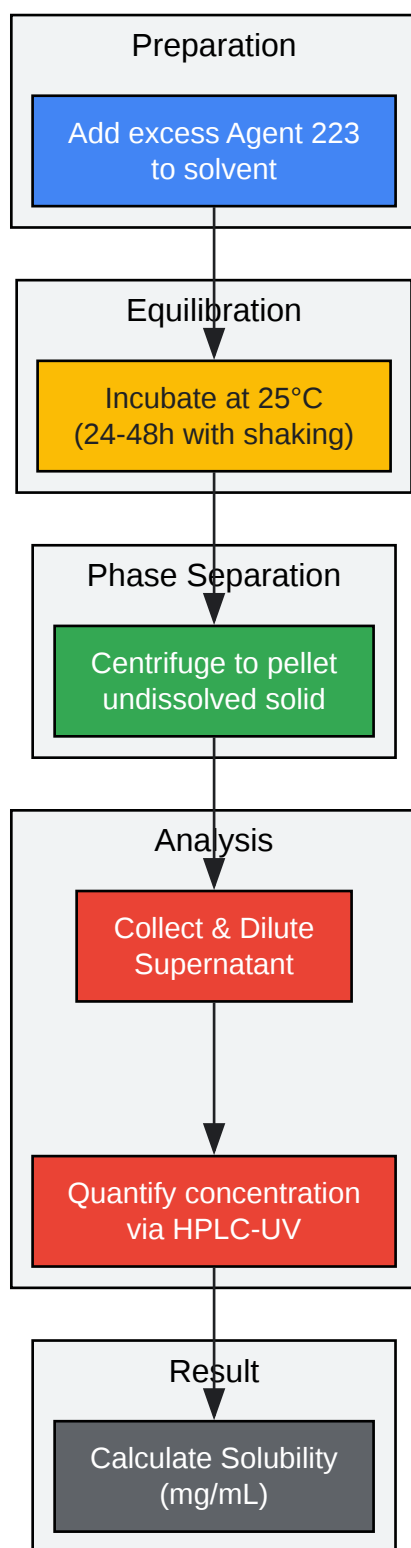 Preparation
Add excess Agent 223
to solvent
Equilibration
Incubate at 25°C
(24-48h with shaking)
Phase Separation
Centrifuge to pellet
undissolved solid
Analysis
Collect & Dilute
Supernatant
Quantify concentration
via HPLC-UV
Result
Calculate Solubility
(mg/mL)